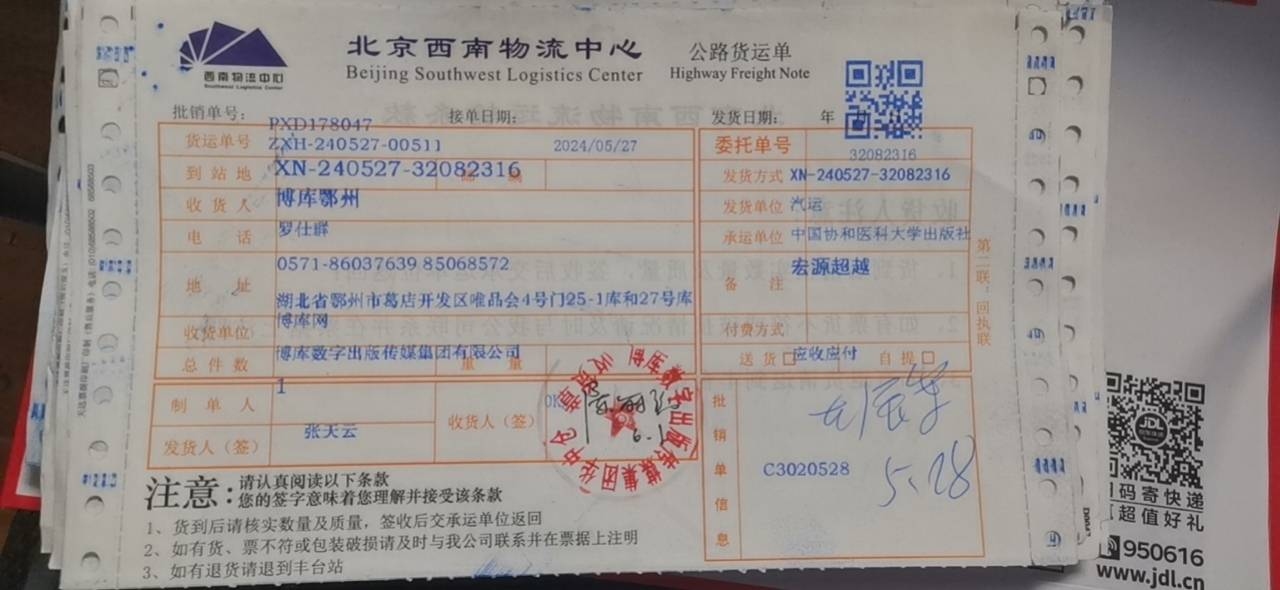 西南物流中心
Southwest Logistics Center
北京西南物流中心
Beijing Southwest Logistics Center
公路货运单
Highway Freight Note
批销单号：
PXD178047
接单日期：
发货日期： 年
货运单号 ZXH-240527-00511 2024/05/27
委托单号 32082316
到站地 XN-240527-32082316
发货方式 XN-240527-32082316
收货人 博库鄂州
发货单位 汽运
电话 罗仕群
承运单位 中国协和医科大学出版社
地址 0571-86037639 85068572
湖北省鄂州市葛店开发区唯品会4号门25-1库和27号库
备注 宏源超越
收货单位 博库网
付费方式
总件数 博库数字出版传媒集团有限公司 重量
送货 应收应付 自提
1
制单人
发货人（签） 张天云
收货人（签） OK
6.1
批销单信息
C3020528
5.28
第二联：回执联
注意：
请认真阅读以下条款
您的签字意味着您理解并接受该条款
1、货到后请核实数量及质量，签收后交承运单位返回
2、如有货、票不符或包装破损请及时与我公司联系并在票据上注明
3、如有退货请退到丰台站
JDL
扫码寄快递
超值好礼
950616
www.jdl.cn